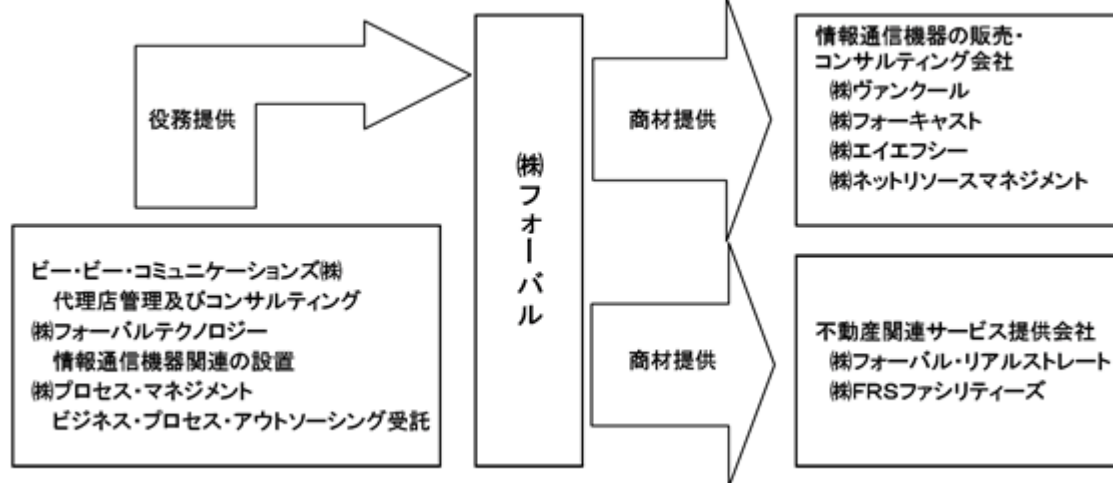 役務提供
ビー・ビー・コミュニケーションズ㈱
代理店管理及びコンサルティング
㈱フォーバルテクノロジー
情報通信機器関連の設置
㈱プロセス・マネジメント
ビジネス・プロセス・アウトソーシング受託
㈱フォーバル
商材提供
情報通信機器の販売・
コンサルティング会社
㈱ヴァンクール
㈱フォーキャスト
㈱エイエフシー
㈱ネットリソースマネジメント
商材提供
不動産関連サービス提供会社
㈱フォーバル・リアルストレート
㈱FRSファシリティーズ